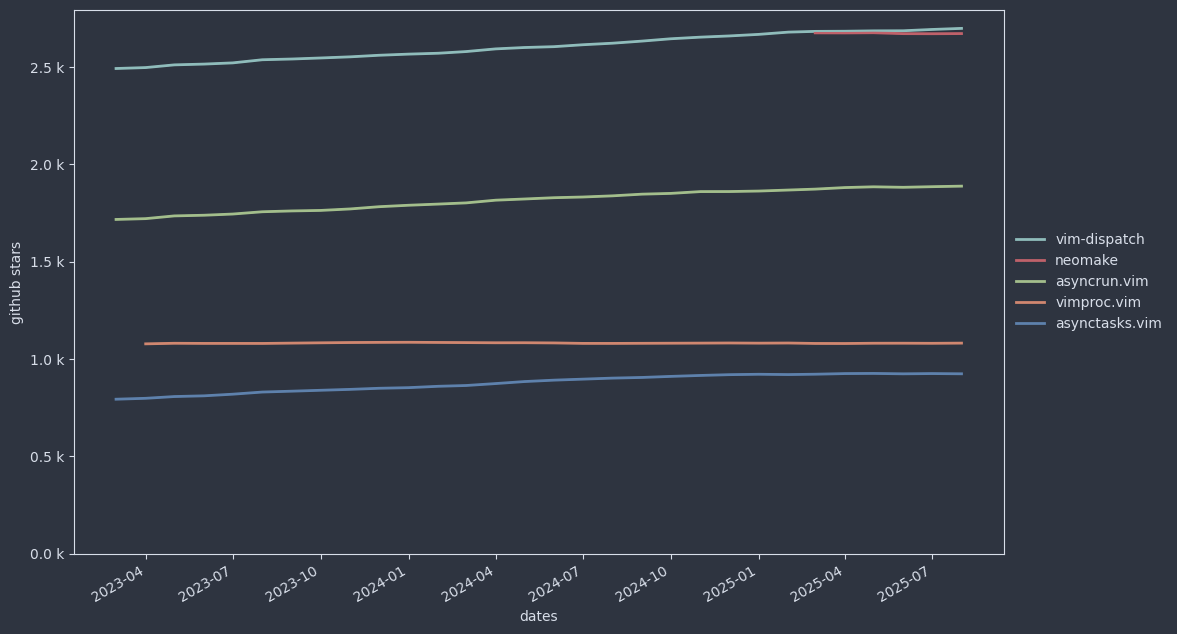 2.5 k
2.0 k
1.5 k
1.0 k
0.5 k
0.0 k
github stars
2023-04
2023-07
2023-10
2024-01
2024-04
2024-07
2024-10
2025-01
2025-04
2025-07
dates
vim-dispatch
neomake
asyncrun.vim
vimproc.vim
asynctasks.vim